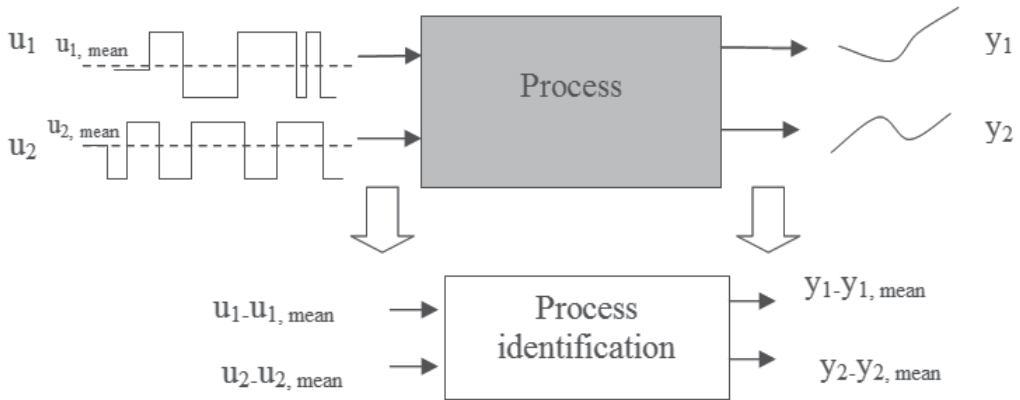 u1 u1, mean
u2, mean
u2
Process
y1
y2
u1-u1, mean
u2-u2, mean
Process
identification
y1-y1, mean
y2-y2, mean